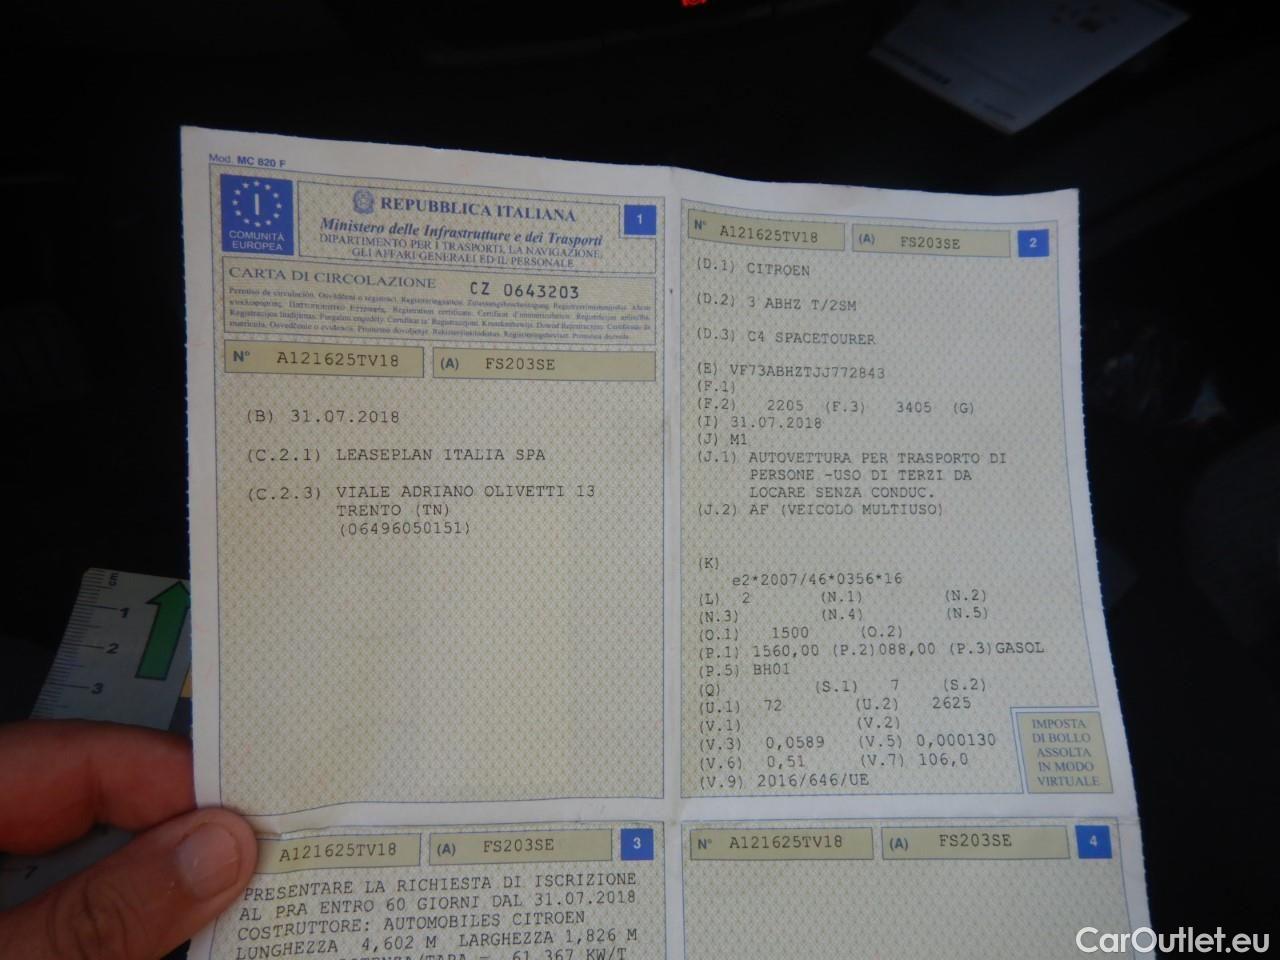 Mod. MC 820 F
I
COMUNITÀ
EUROPEA
REPUBBLICA ITALIANA
Ministero delle Infrastrutture e dei Trasporti
DIPARTIMENTO PER I TRASPORTI, LA NAVIGAZIONE,
GLI AFFARI GENERALI ED IL PERSONALE
1
CARTA DI CIRCOLAZIONE CZ 0643203
N° A121625TV18 (A) FS203SE
(B) 31.07.2018
(C.2.1) LEASEPLAN ITALIA SPA
(C.2.3) VIALE ADRIANO OLIVETTI 13
TRENTO (TN)
(06496050151)
N° A121625TV18 (A) FS203SE 2
(D.1) CITROEN
(D.2) 3 ABHZ T/2SM
(D.3) C4 SPACETOURER
(E) VF73ABHZTJJ772843
(F.1)
(F.2) 2205 (F.3) 3405 (G)
(I) 31.07.2018
(J) M1
(J.1) AUTOVETTURA PER TRASPORTO DI
PERSONE -USO DI TERZI DA
LOCARE SENZA CONDUC.
(J.2) AF (VEICOLO MULTIUSO)
(K)
e2*2007/46*0356*16
(L) 2 (N.1) (N.2)
(N.3) (N.4) (N.5)
(O.1) 1500 (O.2)
(P.1) 1560,00 (P.2)088,00 (P.3)GASOL
(P.5) BH01
(Q) (S.1) 7 (S.2)
(U.1) 72 (U.2) 2625
(V.1) (V.2)
(V.3) 0,0589 (V.5) 0,000130
(V.6) 0,51 (V.7) 106,0
(V.9) 2016/646/UE
IMPOSTA
DI BOLLO
ASSOLTA
IN MODO
VIRTUALE
A121625TV18 (A) FS203SE 3
PRESENTARE LA RICHIESTA DI ISCRIZIONE
AL PRA ENTRO 60 GIORNI DAL 31.07.2018
COSTRUTTORE: AUTOMOBILES CITROEN
LUNGHEZZA 4,602 M LARGHEZZA 1,826 M
N° A121625TV18 (A) FS203SE 4
1
2
3
7
CarOutlet.eu